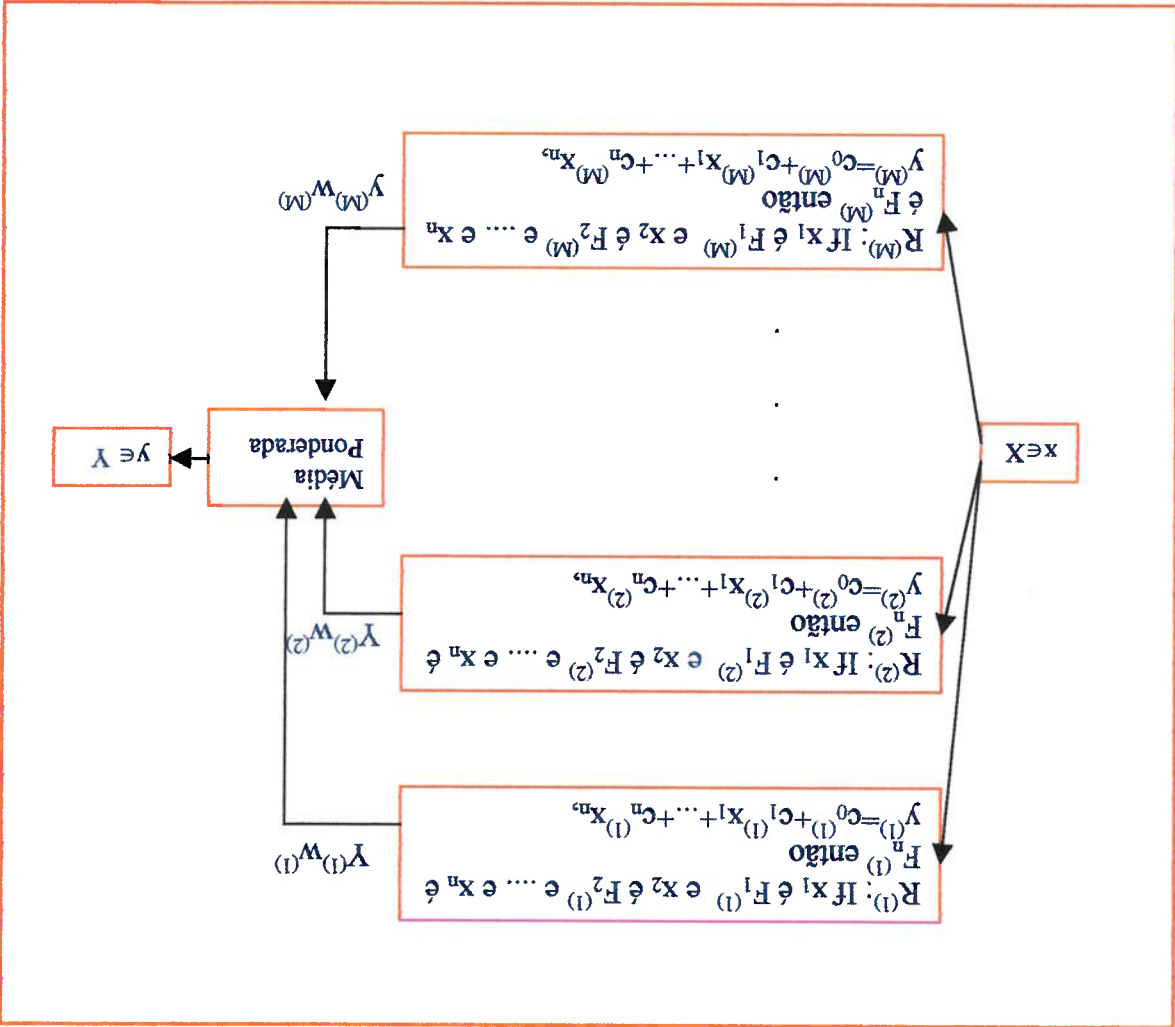 R⁽¹⁾: If x₁ é F₁⁽¹⁾ e x₂ é F₂⁽¹⁾ e .... e xₙ é
Fₙ⁽¹⁾ então
y⁽¹⁾=c₀⁽¹⁾+c₁⁽¹⁾x₁+...+cₙ⁽¹⁾xₙ,
Y⁽¹⁾w⁽¹⁾
R⁽²⁾: If x₁ é F₁⁽²⁾ e x₂ é F₂⁽²⁾ e .... e xₙ é
Fₙ⁽²⁾ então
y⁽²⁾=c₀⁽²⁾+c₁⁽²⁾x₁+...+cₙ⁽²⁾xₙ,
Y⁽²⁾w⁽²⁾
x∈X
.
.
.
Média
Ponderada
y∈ Y
R⁽ᴹ⁾: If x₁ é F₁⁽ᴹ⁾ e x₂ é F₂⁽ᴹ⁾ e .... e xₙ
é Fₙ⁽ᴹ⁾ então
y⁽ᴹ⁾=c₀⁽ᴹ⁾+c₁⁽ᴹ⁾x₁+...+cₙ⁽ᴹ⁾xₙ,
y⁽ᴹ⁾w⁽ᴹ⁾